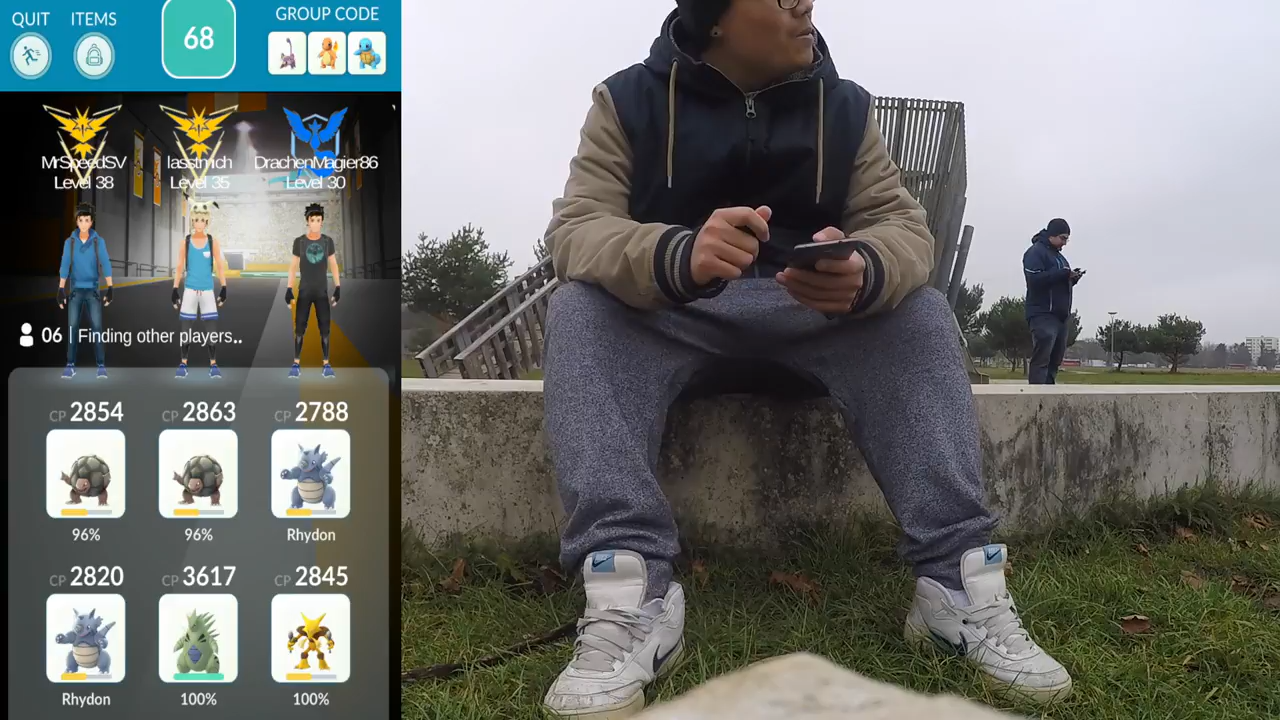 QUIT ITEMS 68 GROUP CODE
MrSpeedSV lasstmich DrachenMagier86
Level 38 Level 35 Level 30
06 | Finding other players..
CP 2854 CP 2863 CP 2788
96% 96% Rhydon
CP 2820 CP 3617 CP 2845
Rhydon 100% 100%